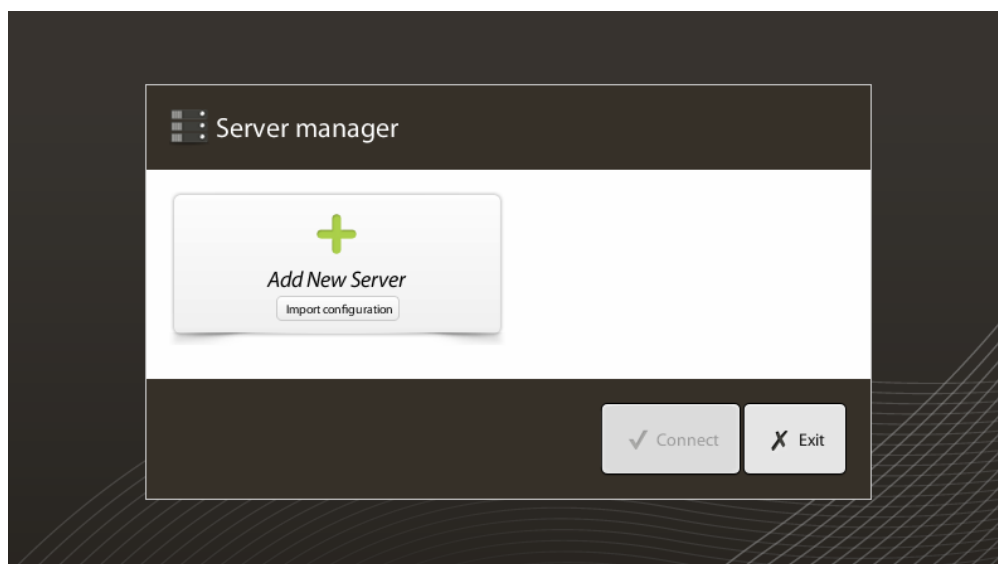 Server manager
Add New Server
Import configuration
Connect
Exit